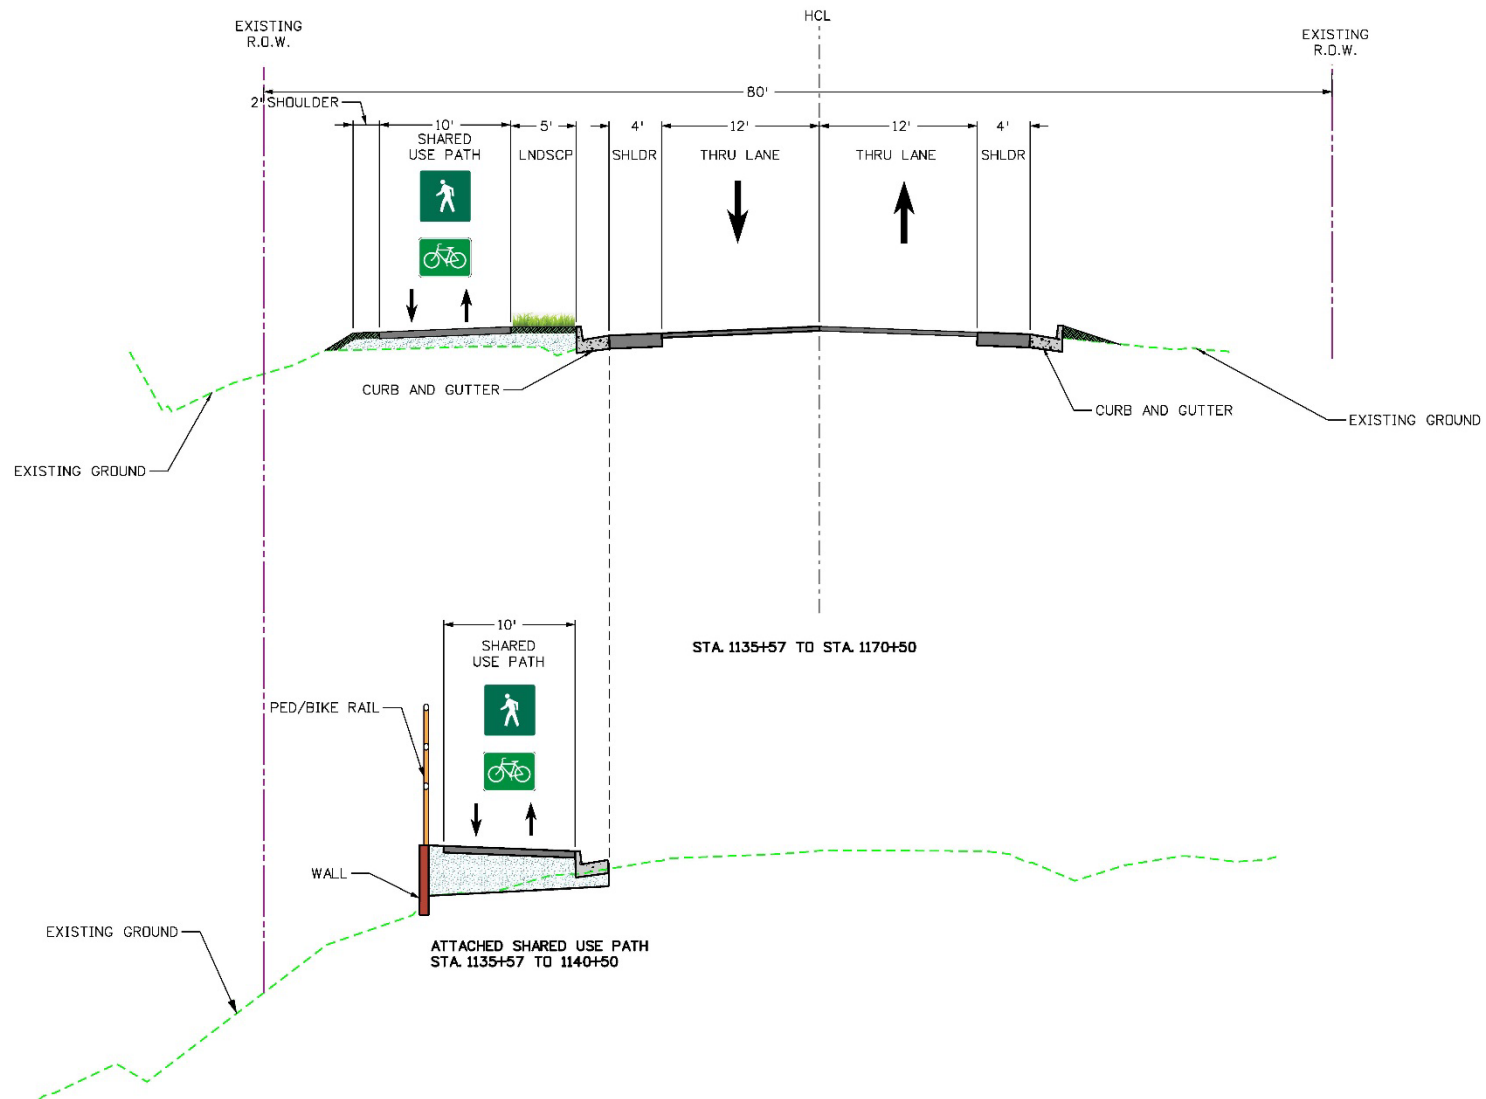 HCL
EXISTING
R.O.W.
EXISTING
R.O.W.
80'
2' SHOULDER
10'
5'
4'
12'
12'
4'
SHARED
USE PATH
LNDSCP
SHLDR
THRU LANE
THRU LANE
SHLDR
CURB AND GUTTER
CURB AND GUTTER
EXISTING GROUND
EXISTING GROUND
10'
SHARED
USE PATH
STA. 1135+57 TO STA. 1170+50
PED/BIKE RAIL
WALL
EXISTING GROUND
ATTACHED SHARED USE PATH
STA. 1135+57 TO 1140+50